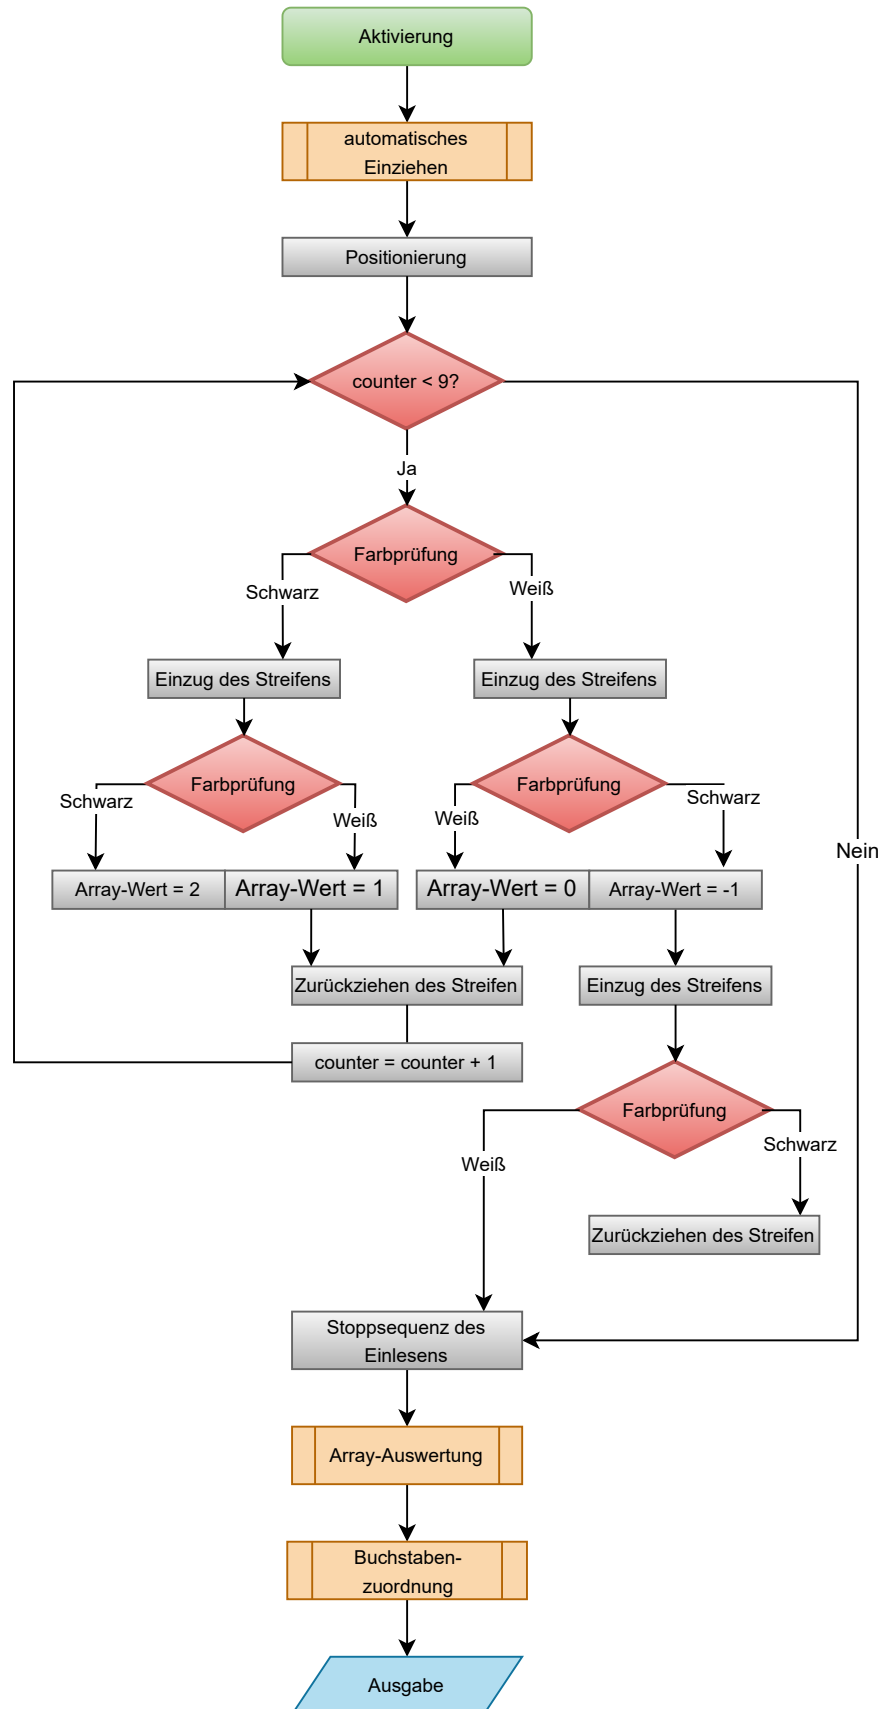 Aktivierung
automatisches
Einziehen
Positionierung
counter < 9?
Ja
Farbprüfung
Schwarz
Weiß
Einzug des Streifens
Einzug des Streifens
Farbprüfung
Farbprüfung
Schwarz
Weiß
Weiß
Schwarz
Nein
Array-Wert = 2
Array-Wert = 1
Array-Wert = 0
Array-Wert = -1
Zurückziehen des Streifen
Einzug des Streifens
counter = counter + 1
Farbprüfung
Weiß
Schwarz
Zurückziehen des Streifen
Stoppsequenz des
Einlesens
Array-Auswertung
Buchstaben-
zuordnung
Ausgabe